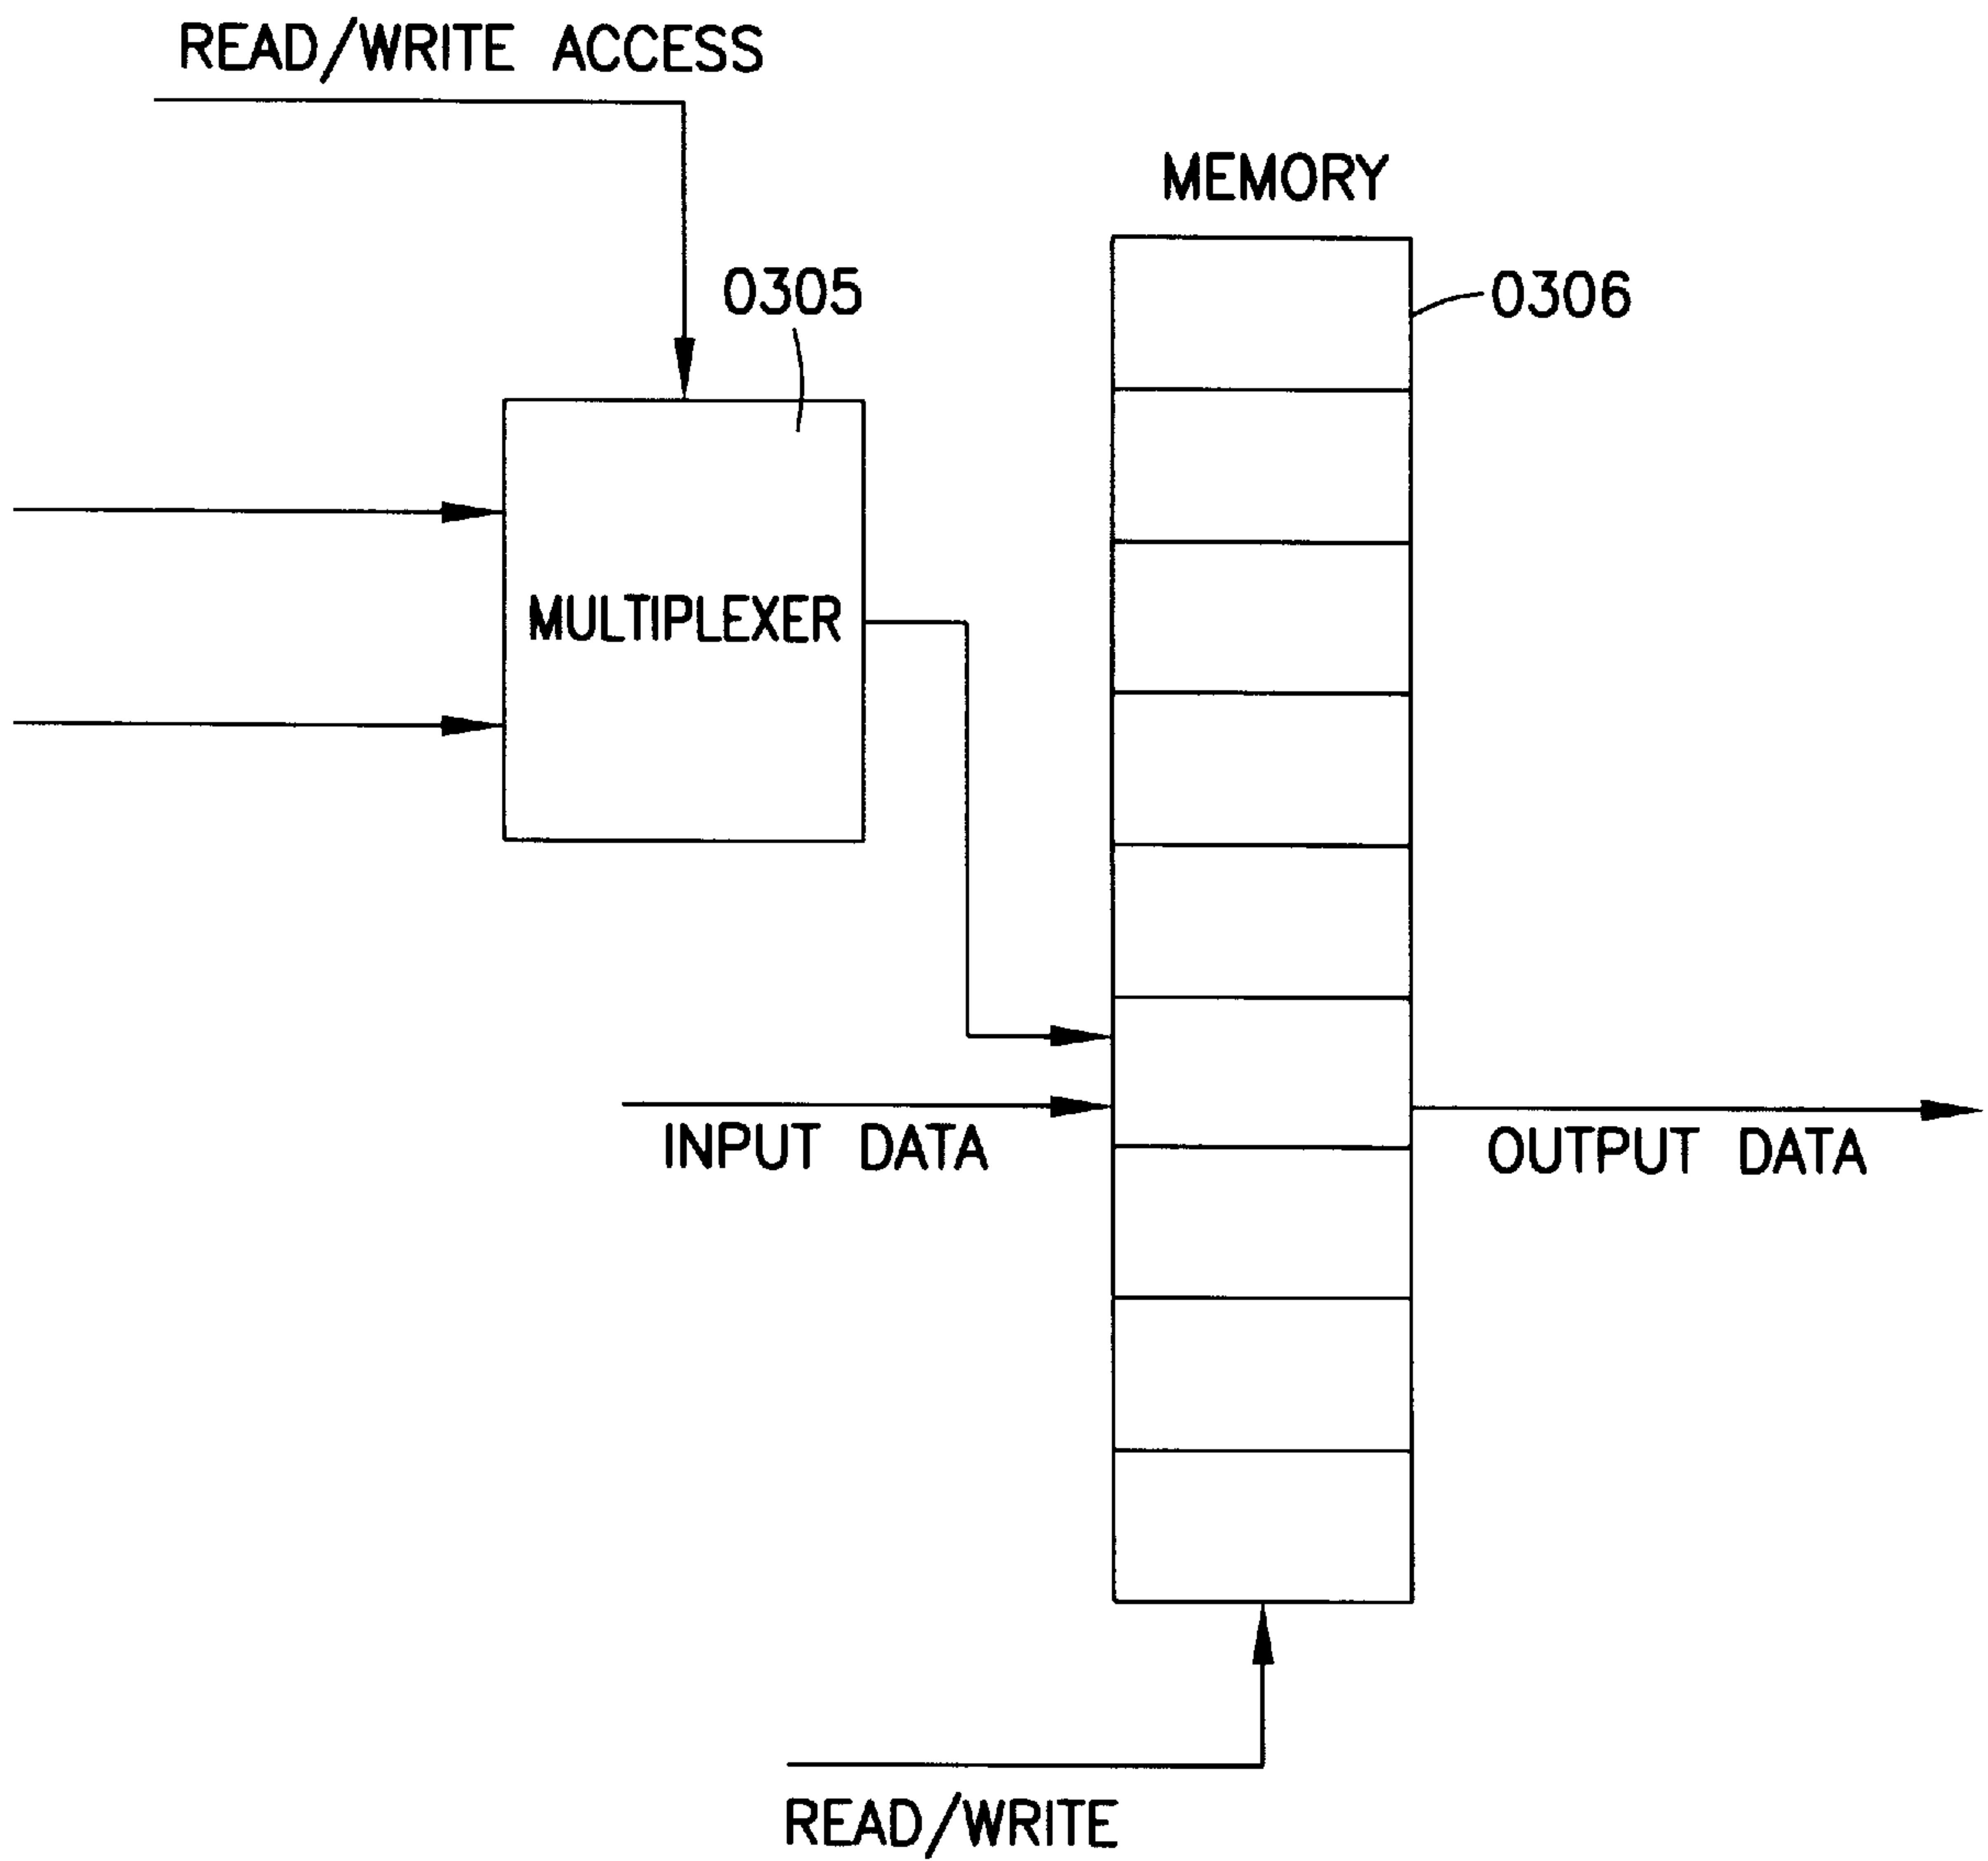 READ/WRITE ACCESS
MEMORY
0305
0306
MULTIPLEXER
INPUT DATA
OUTPUT DATA
READ/WRITE